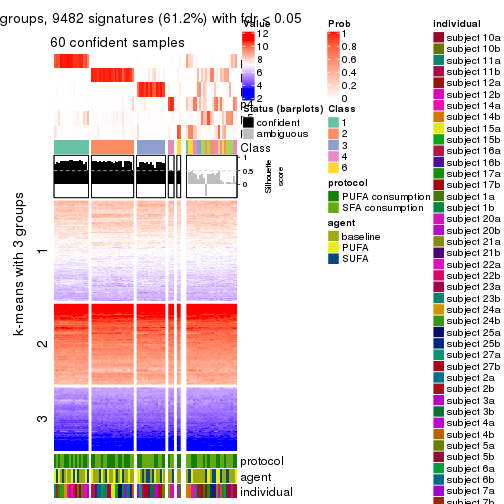 groups, 9482 signatures (61.2%) with fdr < 0.05
60 confident samples
k-means with 3 groups
1
2
3
Class
1
0.5
0
Silhouette
score
protocol
agent
individual
Value
12
10
8
6
4
2
Status (barplots)
confident
ambiguous
Prob
1
0.8
0.6
0.4
0.2
0
Class
1
2
3
4
6
protocol
PUFA consumption
SFA consumption
agent
baseline
PUFA
SUFA
individual
subject 10a
subject 10b
subject 11a
subject 11b
subject 12a
subject 12b
subject 14a
subject 14b
subject 15a
subject 15b
subject 16a
subject 16b
subject 17a
subject 17b
subject 1a
subject 1b
subject 20a
subject 20b
subject 21a
subject 21b
subject 22a
subject 22b
subject 23a
subject 23b
subject 24a
subject 24b
subject 25a
subject 25b
subject 27a
subject 27b
subject 2a
subject 2b
subject 3a
subject 3b
subject 4a
subject 4b
subject 5a
subject 5b
subject 6a
subject 6b
subject 7a
subject 7b